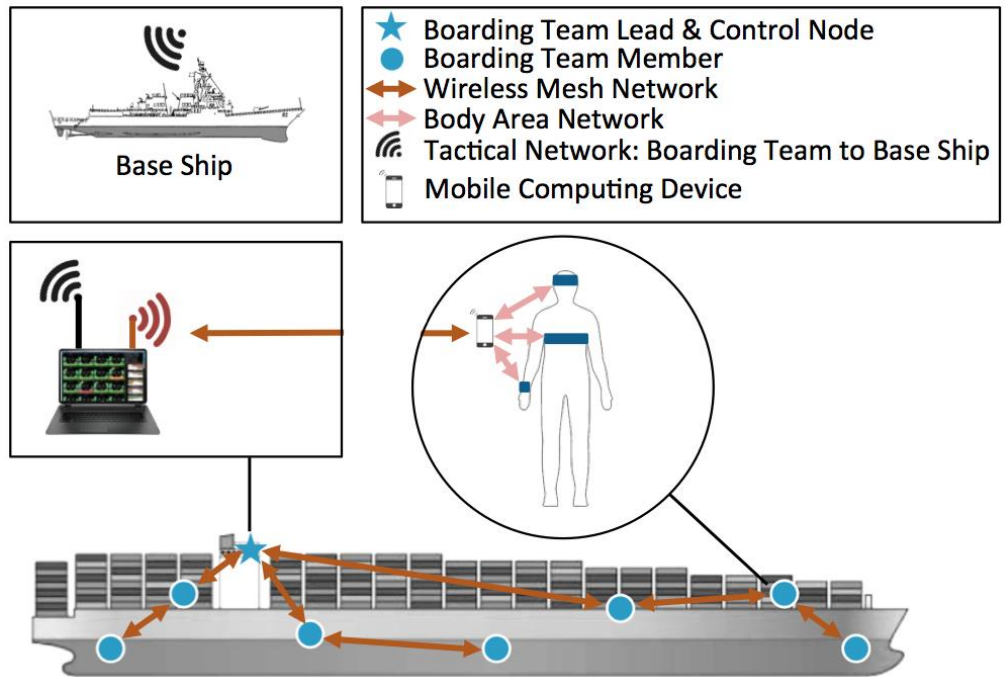 Boarding Team Lead & Control Node
Boarding Team Member
Wireless Mesh Network
Body Area Network
Tactical Network: Boarding Team to Base Ship
Mobile Computing Device
Base Ship